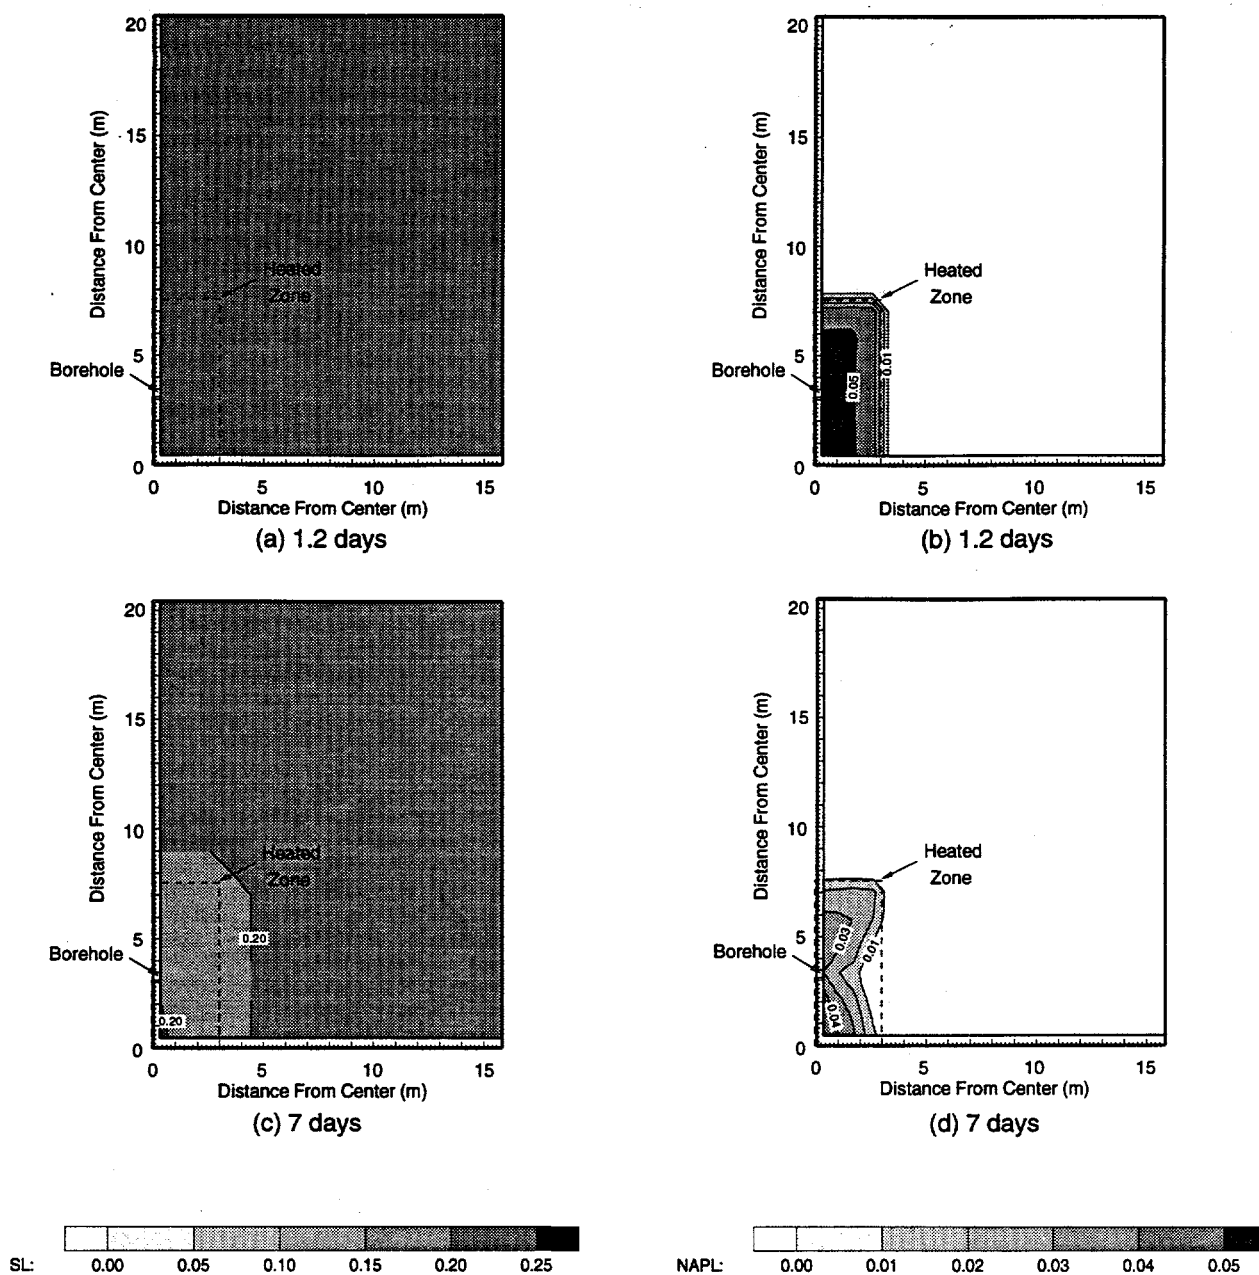 20
15
10
5
0
Distance From Center (m)
Heated
Zone
Borehole
0 5 10 15
Distance From Center (m)
(a) 1.2 days
20
15
10
5
0
Distance From Center (m)
Heated
Zone
Borehole
0.05
0.01
0 5 10 15
Distance From Center (m)
(b) 1.2 days
20
15
10
5
0
Distance From Center (m)
Heated
Zone
Borehole
0.20
0.20
0 5 10 15
Distance From Center (m)
(c) 7 days
20
15
10
5
0
Distance From Center (m)
Heated
Zone
Borehole
0.03
0.01
0.04
0 5 10 15
Distance From Center (m)
(d) 7 days
SL: 0.00 0.05 0.10 0.15 0.20 0.25
NAPL: 0.00 0.01 0.02 0.03 0.04 0.05